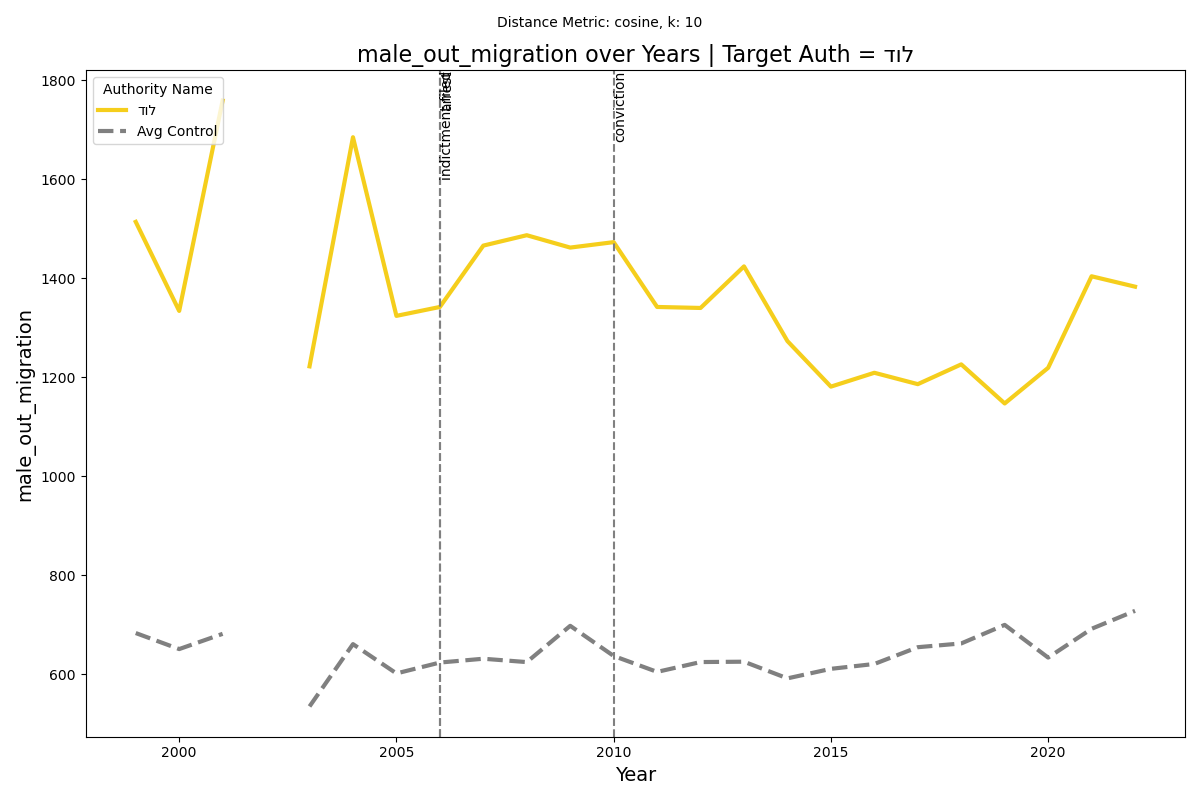 Distance Metric: cosine, k: 10
male_out_migration over Years | Target Auth = לוד
Authority Name
לוד
Avg Control
indictment
conviction
1800
1600
1400
1200
1000
800
600
male_out_migration
2000
2005
2010
2015
2020
Year